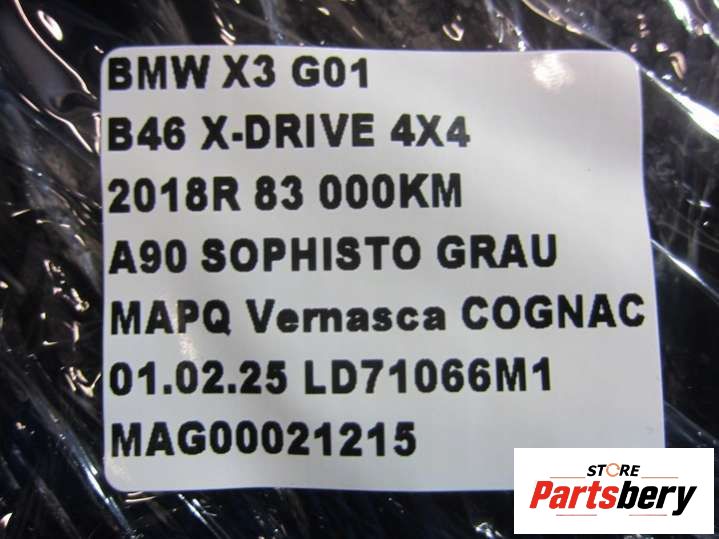 BMW X3 G01
B46 X-DRIVE 4X4
2018R 83 000KM
A90 SOPHISTO GRAU
MAPQ Vernasca COGNAC
01.02.25 LD71066M1
MAG00021215
STORE
Partsbery